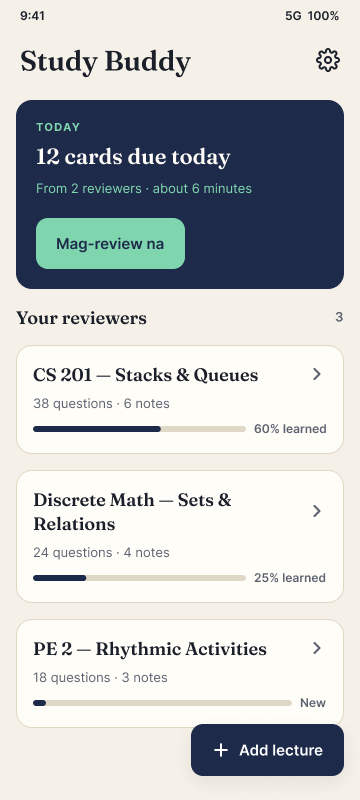 9:41
5G 100%
Study Buddy
TODAY
12 cards due today
From 2 reviewers · about 6 minutes
Mag-review na
Your reviewers
3
CS 201 — Stacks & Queues
38 questions · 6 notes
60% learned
Discrete Math — Sets &
Relations
24 questions · 4 notes
25% learned
PE 2 — Rhythmic Activities
18 questions · 3 notes
New
+ Add lecture